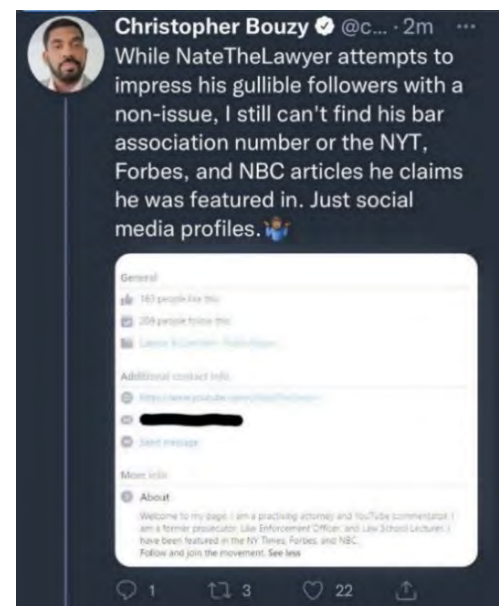 Christopher Bouzy @c... · 2m ...
While NateTheLawyer attempts to
impress his gullible followers with a
non-issue, I still can't find his bar
association number or the NYT,
Forbes, and NBC articles he claims
he was featured in. Just social
media profiles.🤷🏾‍♂️
General
163 people like this
209 people follow this
Additional contact info
Send message
More info
About
Welcome to my page. I am a practicing attorney and YouTube commentator. I
am a former prosecutor, Law Enforcement Officer, and Law School Lecturer. I
have been featured in the NY Times, Forbes, and NBC.
Follow and join the movement. See less
1 3 22